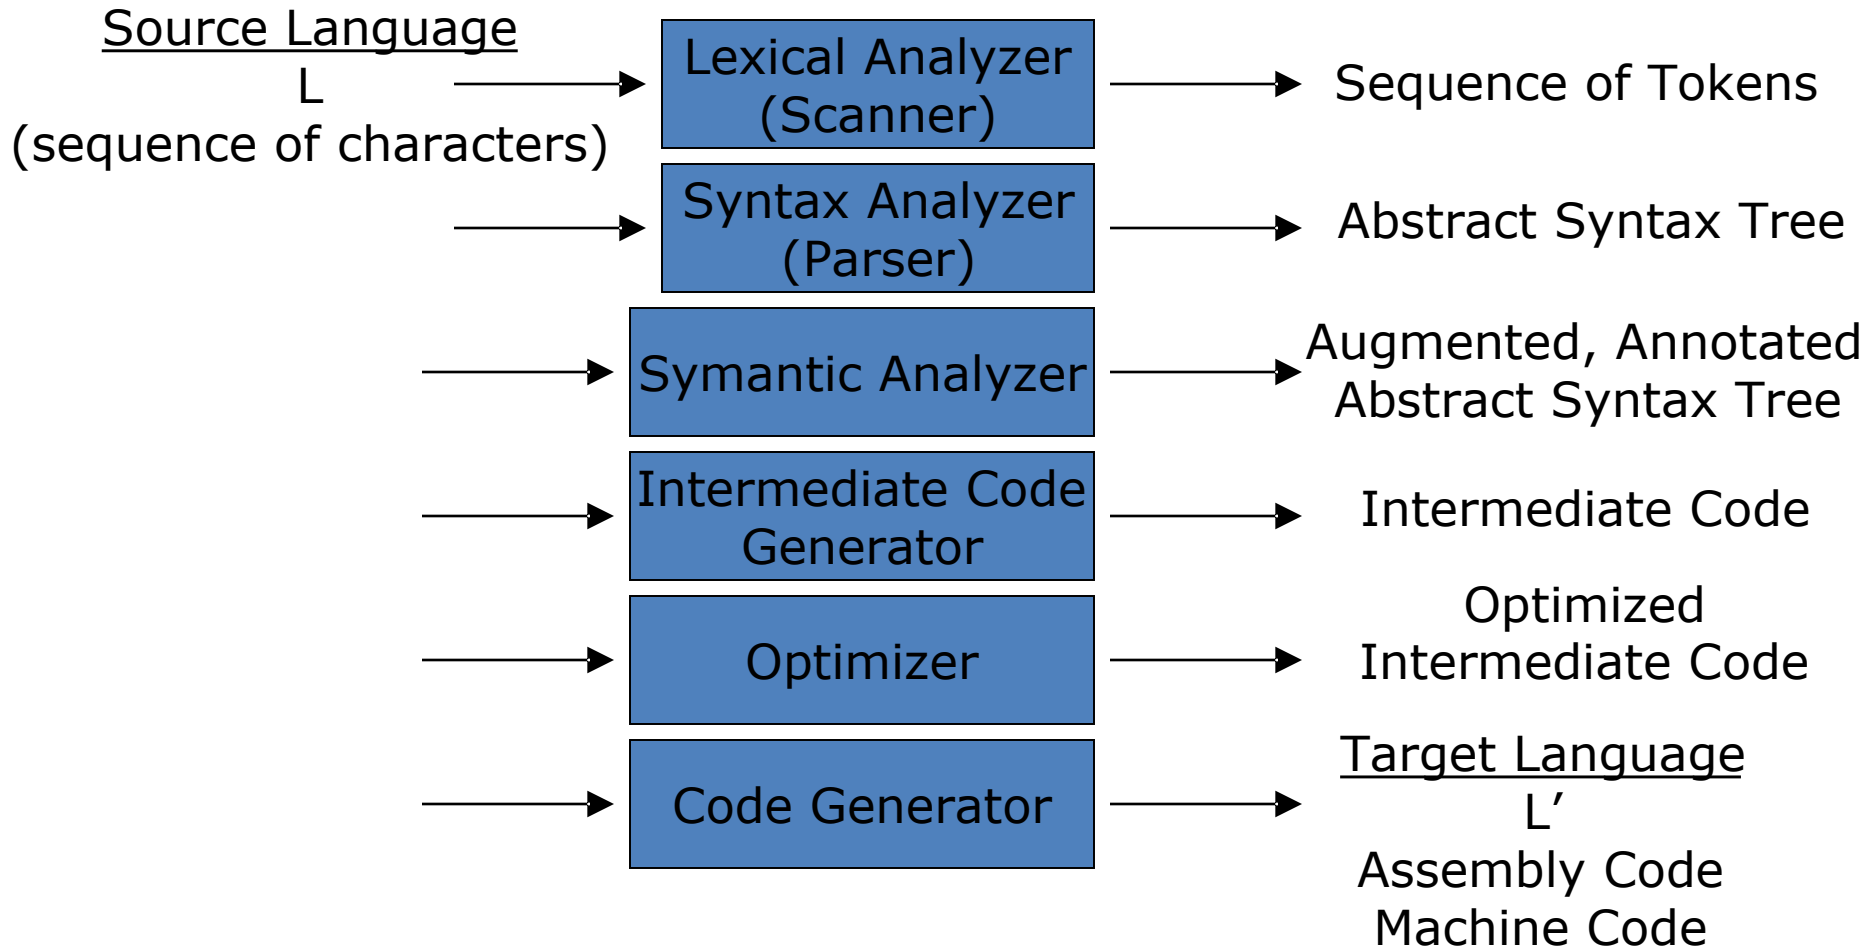 Source Language
L
(sequence of characters)
Lexical Analyzer
(Scanner)
Sequence of Tokens
Syntax Analyzer
(Parser)
Abstract Syntax Tree
Symantic Analyzer
Augmented, Annotated
Abstract Syntax Tree
Intermediate Code
Generator
Intermediate Code
Optimizer
Optimized
Intermediate Code
Code Generator
Target Language
L’
Assembly Code
Machine Code